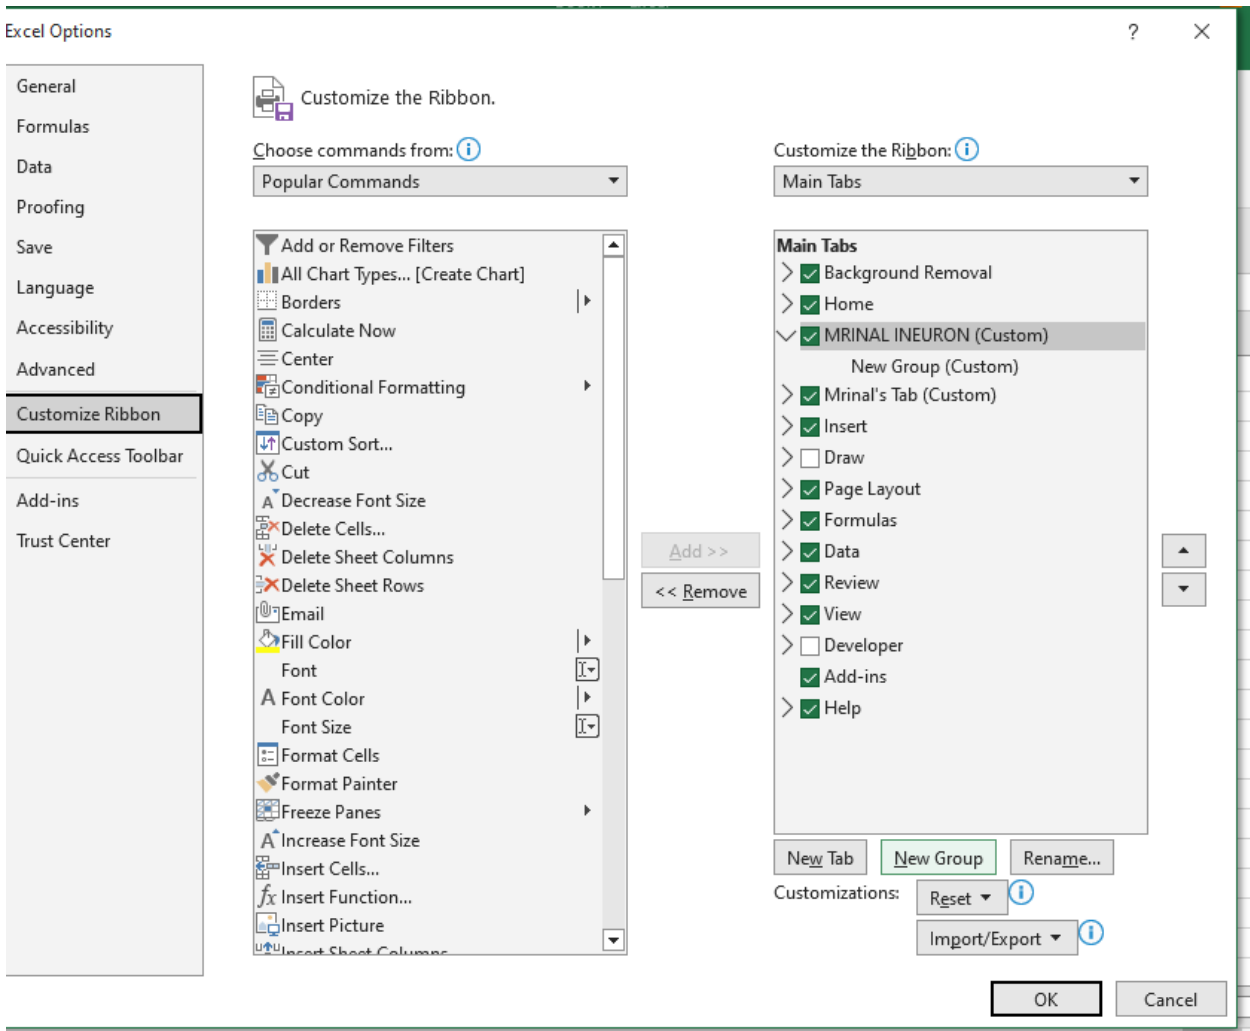 Excel Options
?
General
Formulas
Data
Proofing
Save
Language
Accessibility
Advanced
Customize Ribbon
Quick Access Toolbar
Add-ins
Trust Center
Customize the Ribbon.
Choose commands from:
Popular Commands
Add or Remove Filters
All Chart Types... [Create Chart]
Borders
Calculate Now
Center
Conditional Formatting
Copy
Custom Sort...
Cut
Decrease Font Size
Delete Cells...
Delete Sheet Columns
Delete Sheet Rows
Email
Fill Color
Font
Font Color
Font Size
Format Cells
Format Painter
Freeze Panes
Increase Font Size
Insert Cells...
Insert Function...
Insert Picture
Insert Sheet Columns
Add >>
<< Remove
Customize the Ribbon:
Main Tabs
Main Tabs
Background Removal
Home
MRINAL INEURON (Custom)
New Group (Custom)
Mrinal's Tab (Custom)
Insert
Draw
Page Layout
Formulas
Data
Review
View
Developer
Add-ins
Help
New Tab
New Group
Rename...
Customizations:
Reset
Import/Export
OK
Cancel